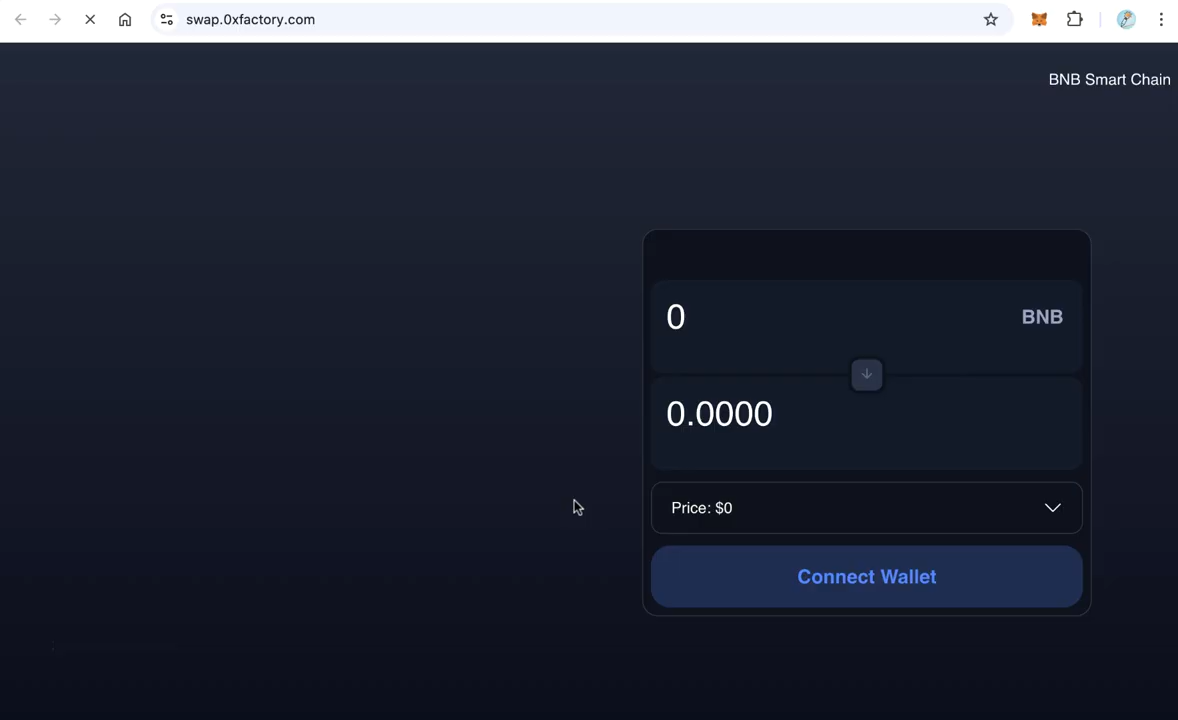 swap.0xfactory.com
BNB Smart Chain
0
BNB
0.0000
Price: $0
Connect Wallet